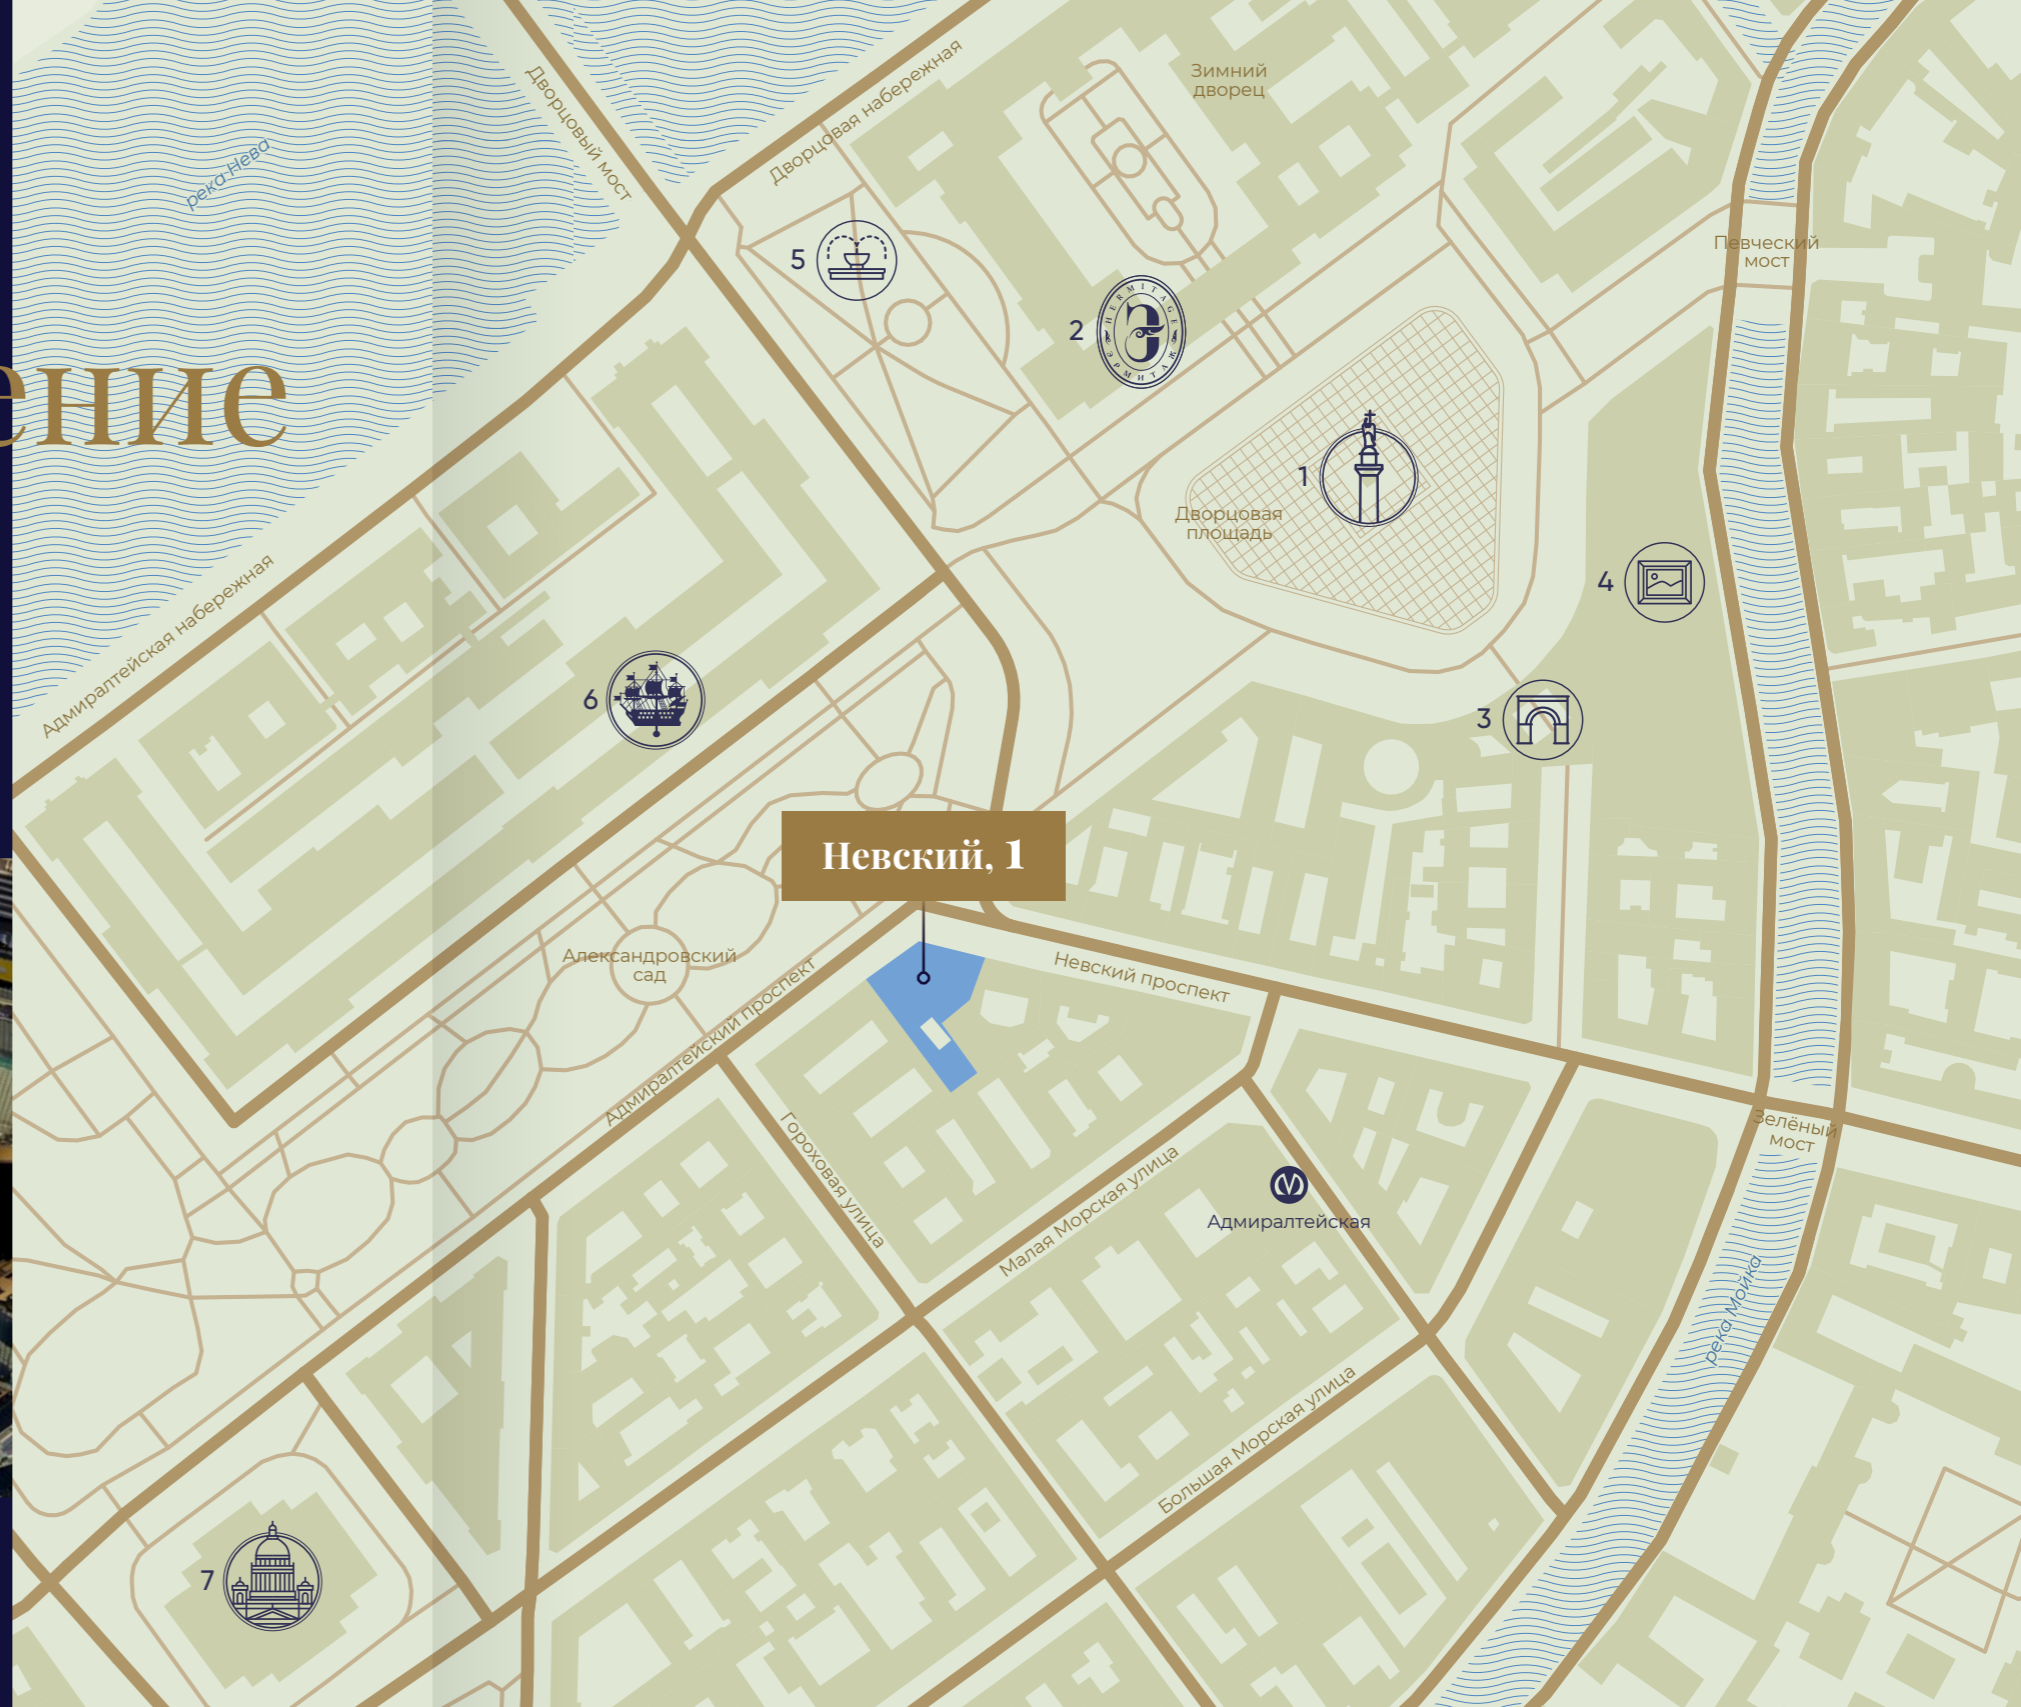 Дворцовый мост
Дворцовая набережная
Зимний
дворец
река Нева
5
Певческий
мост
2
HERMITAGE
ЭРМИТАЖ
ение
1
Дворцовая
площадь
4
Адмиралтейская набережная
6
3
Невский, 1
Александровский
сад
Адмиралтейский проспект
Невский проспект
Зелёный
мост
Гороховая улица
Малая Морская улица
Адмиралтейская
река Мойка
Большая Морская улица
7